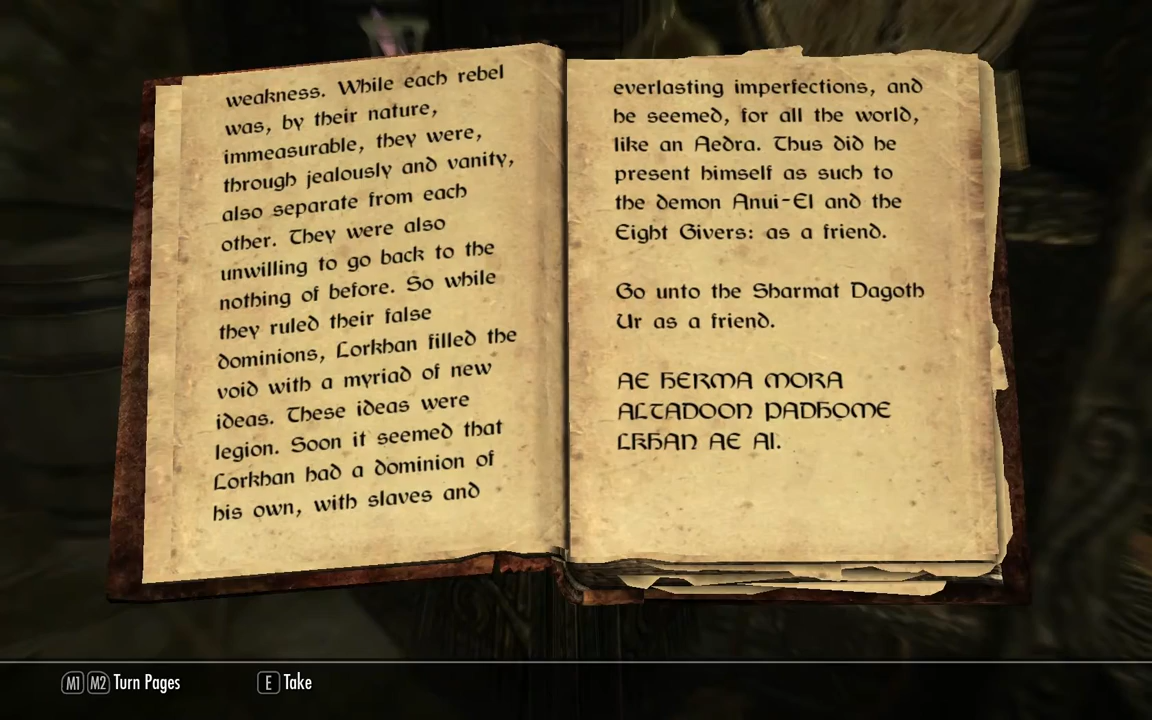 weakness. While each rebel
was, by their nature,
immeasurable, they were,
through jealously and vanity,
also separate from each
other. They were also
unwilling to go back to the
nothing of before. So while
they ruled their false
dominions, Lorkhan filled the
void with a myriad of new
ideas. These ideas were
legion. Soon it seemed that
Lorkhan had a dominion of
his own, with slaves and
everlasting imperfections, and
he seemed, for all the world,
like an Aedra. Thus did he
present himself as such to
the demon Anui-El and the
Eight Givers: as a friend.
Go unto the Sharmat Dagoth
Ur as a friend.
AE HERMA MORA
ALTADOON PADHOME
LKHAN AE AI.
M1 M2 Turn Pages
E Take